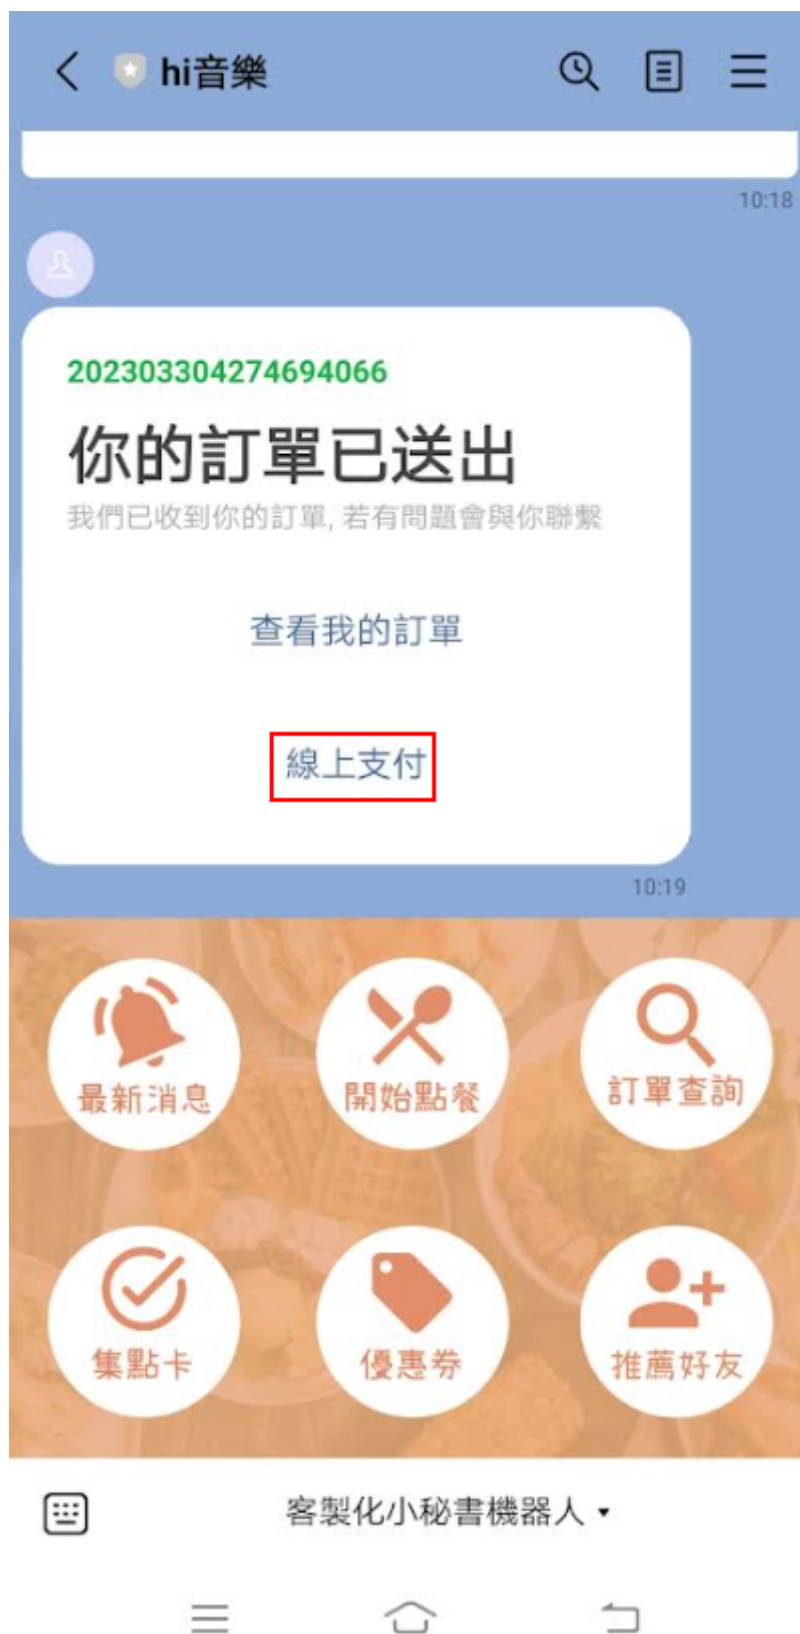 hi音樂
10:18
202303304274694066
你的訂單已送出
我們已收到你的訂單, 若有問題會與你聯繫
查看我的訂單
線上支付
10:19
最新消息
開始點餐
訂單查詢
集點卡
優惠券
推薦好友
客製化小秘書機器人